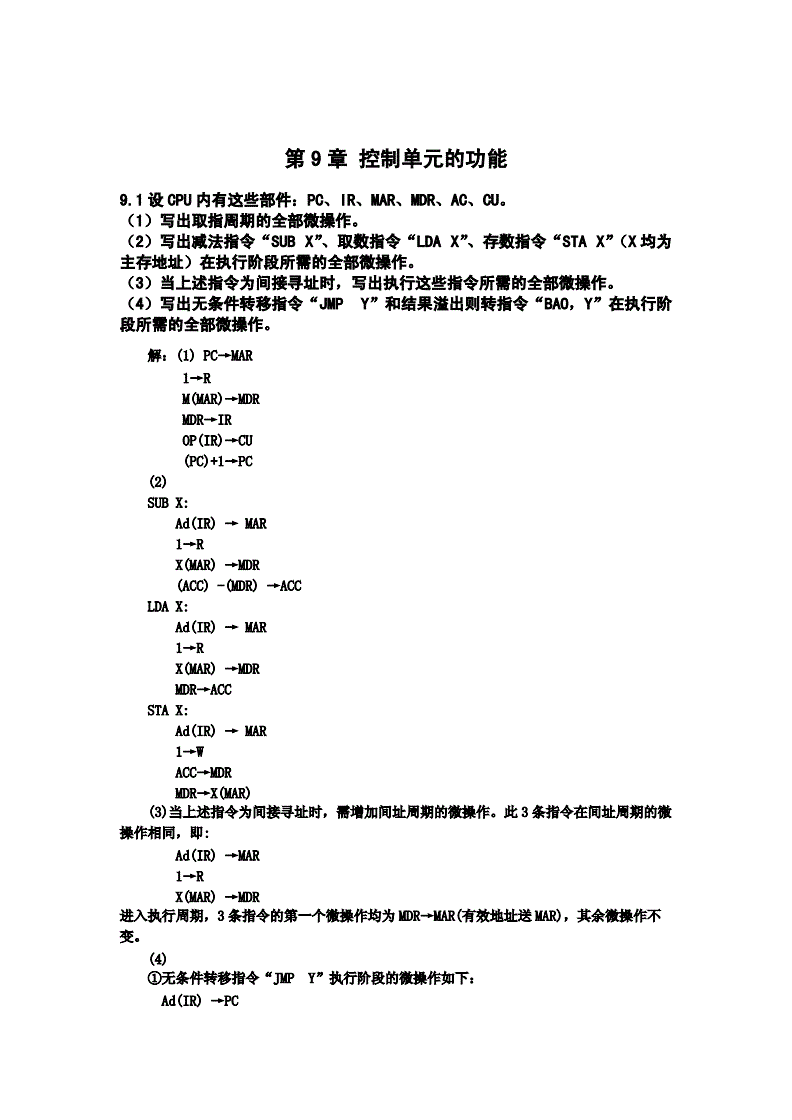 第 9 章 控制单元的功能
9.1 设 CPU 内有这些部件：PC、IR、MAR、MDR、AC、CU。
（1）写出取指周期的全部微操作。
（2）写出减法指令“SUB X”、取数指令“LDA X”、存数指令“STA X”（X 均为
主存地址）在执行阶段所需的全部微操作。
（3）当上述指令为间接寻址时，写出执行这些指令所需的全部微操作。
（4）写出无条件转移指令“JMP Y”和结果溢出则转指令“BAO，Y”在执行阶
段所需的全部微操作。
解：(1) PC→MAR
1→R
M(MAR)→MDR
MDR→IR
OP(IR)→CU
(PC)+1→PC
(2)
SUB X:
Ad(IR) → MAR
1→R
X(MAR) →MDR
(ACC) -(MDR) →ACC
LDA X:
Ad(IR) → MAR
1→R
X(MAR) →MDR
MDR→ACC
STA X:
Ad(IR) → MAR
1→W
ACC→MDR
MDR→X(MAR)
(3)当上述指令为间接寻址时，需增加间址周期的微操作。此 3 条指令在间址周期的微
操作相同，即:
Ad(IR) →MAR
1→R
X(MAR) →MDR
进入执行周期，3 条指令的第一个微操作均为 MDR→MAR(有效地址送 MAR)，其余微操作不
变。
(4)
①无条件转移指令“JMP Y”执行阶段的微操作如下:
Ad(IR) →PC